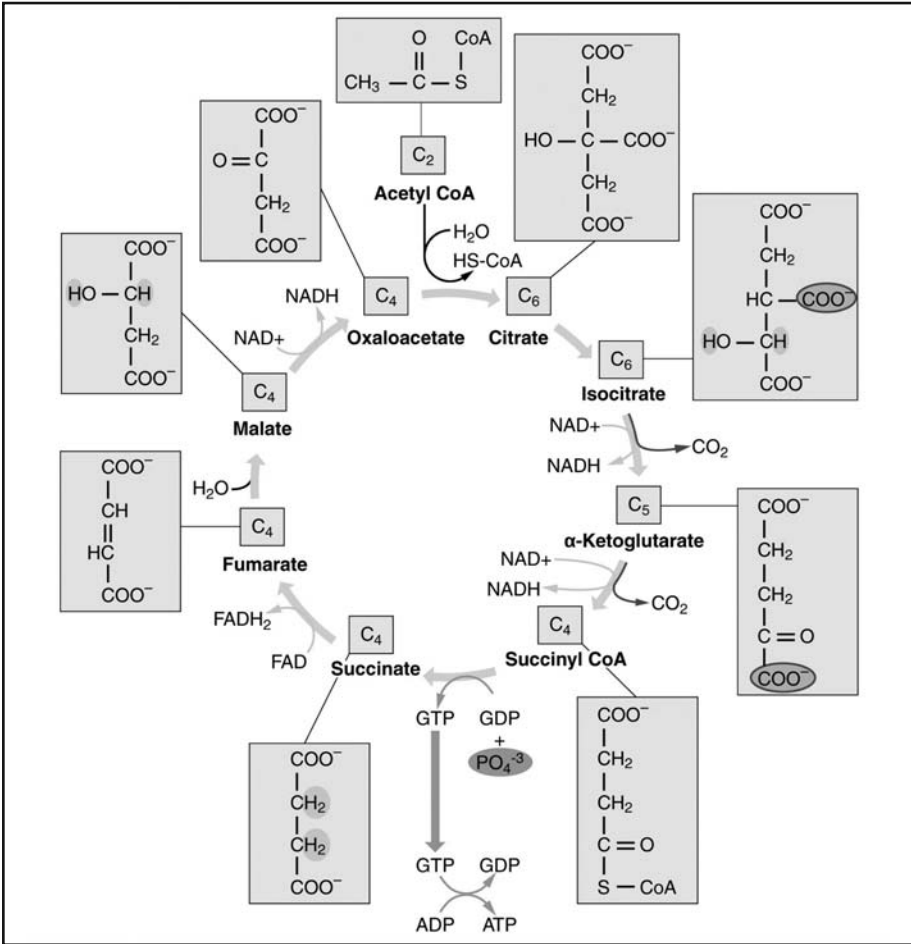 O CoA
CH₃ — C — S
C₂
Acetyl CoA
H₂O
HS-CoA
COO⁻
O = C
CH₂
COO⁻
C₄
Oxaloacetate
COO⁻
CH₂
HO — C — COO⁻
CH₂
COO⁻
C₆
Citrate
COO⁻
CH₂
HC — COO⁻
HO — CH
COO⁻
C₆
Isocitrate
NAD+
NADH
CO₂
C₅
α-Ketoglutarate
COO⁻
CH₂
CH₂
C = O
COO⁻
NAD+
NADH
CO₂
C₄
Succinyl CoA
COO⁻
CH₂
CH₂
C = O
S — CoA
GTP GDP
+
PO₄⁻³
GTP GDP
ADP ATP
C₄
Succinate
COO⁻
CH₂
CH₂
COO⁻
FAD
FADH₂
C₄
Fumarate
COO⁻
CH
HC
COO⁻
H₂O
C₄
Malate
COO⁻
HO — CH
CH₂
COO⁻
NAD+
NADH